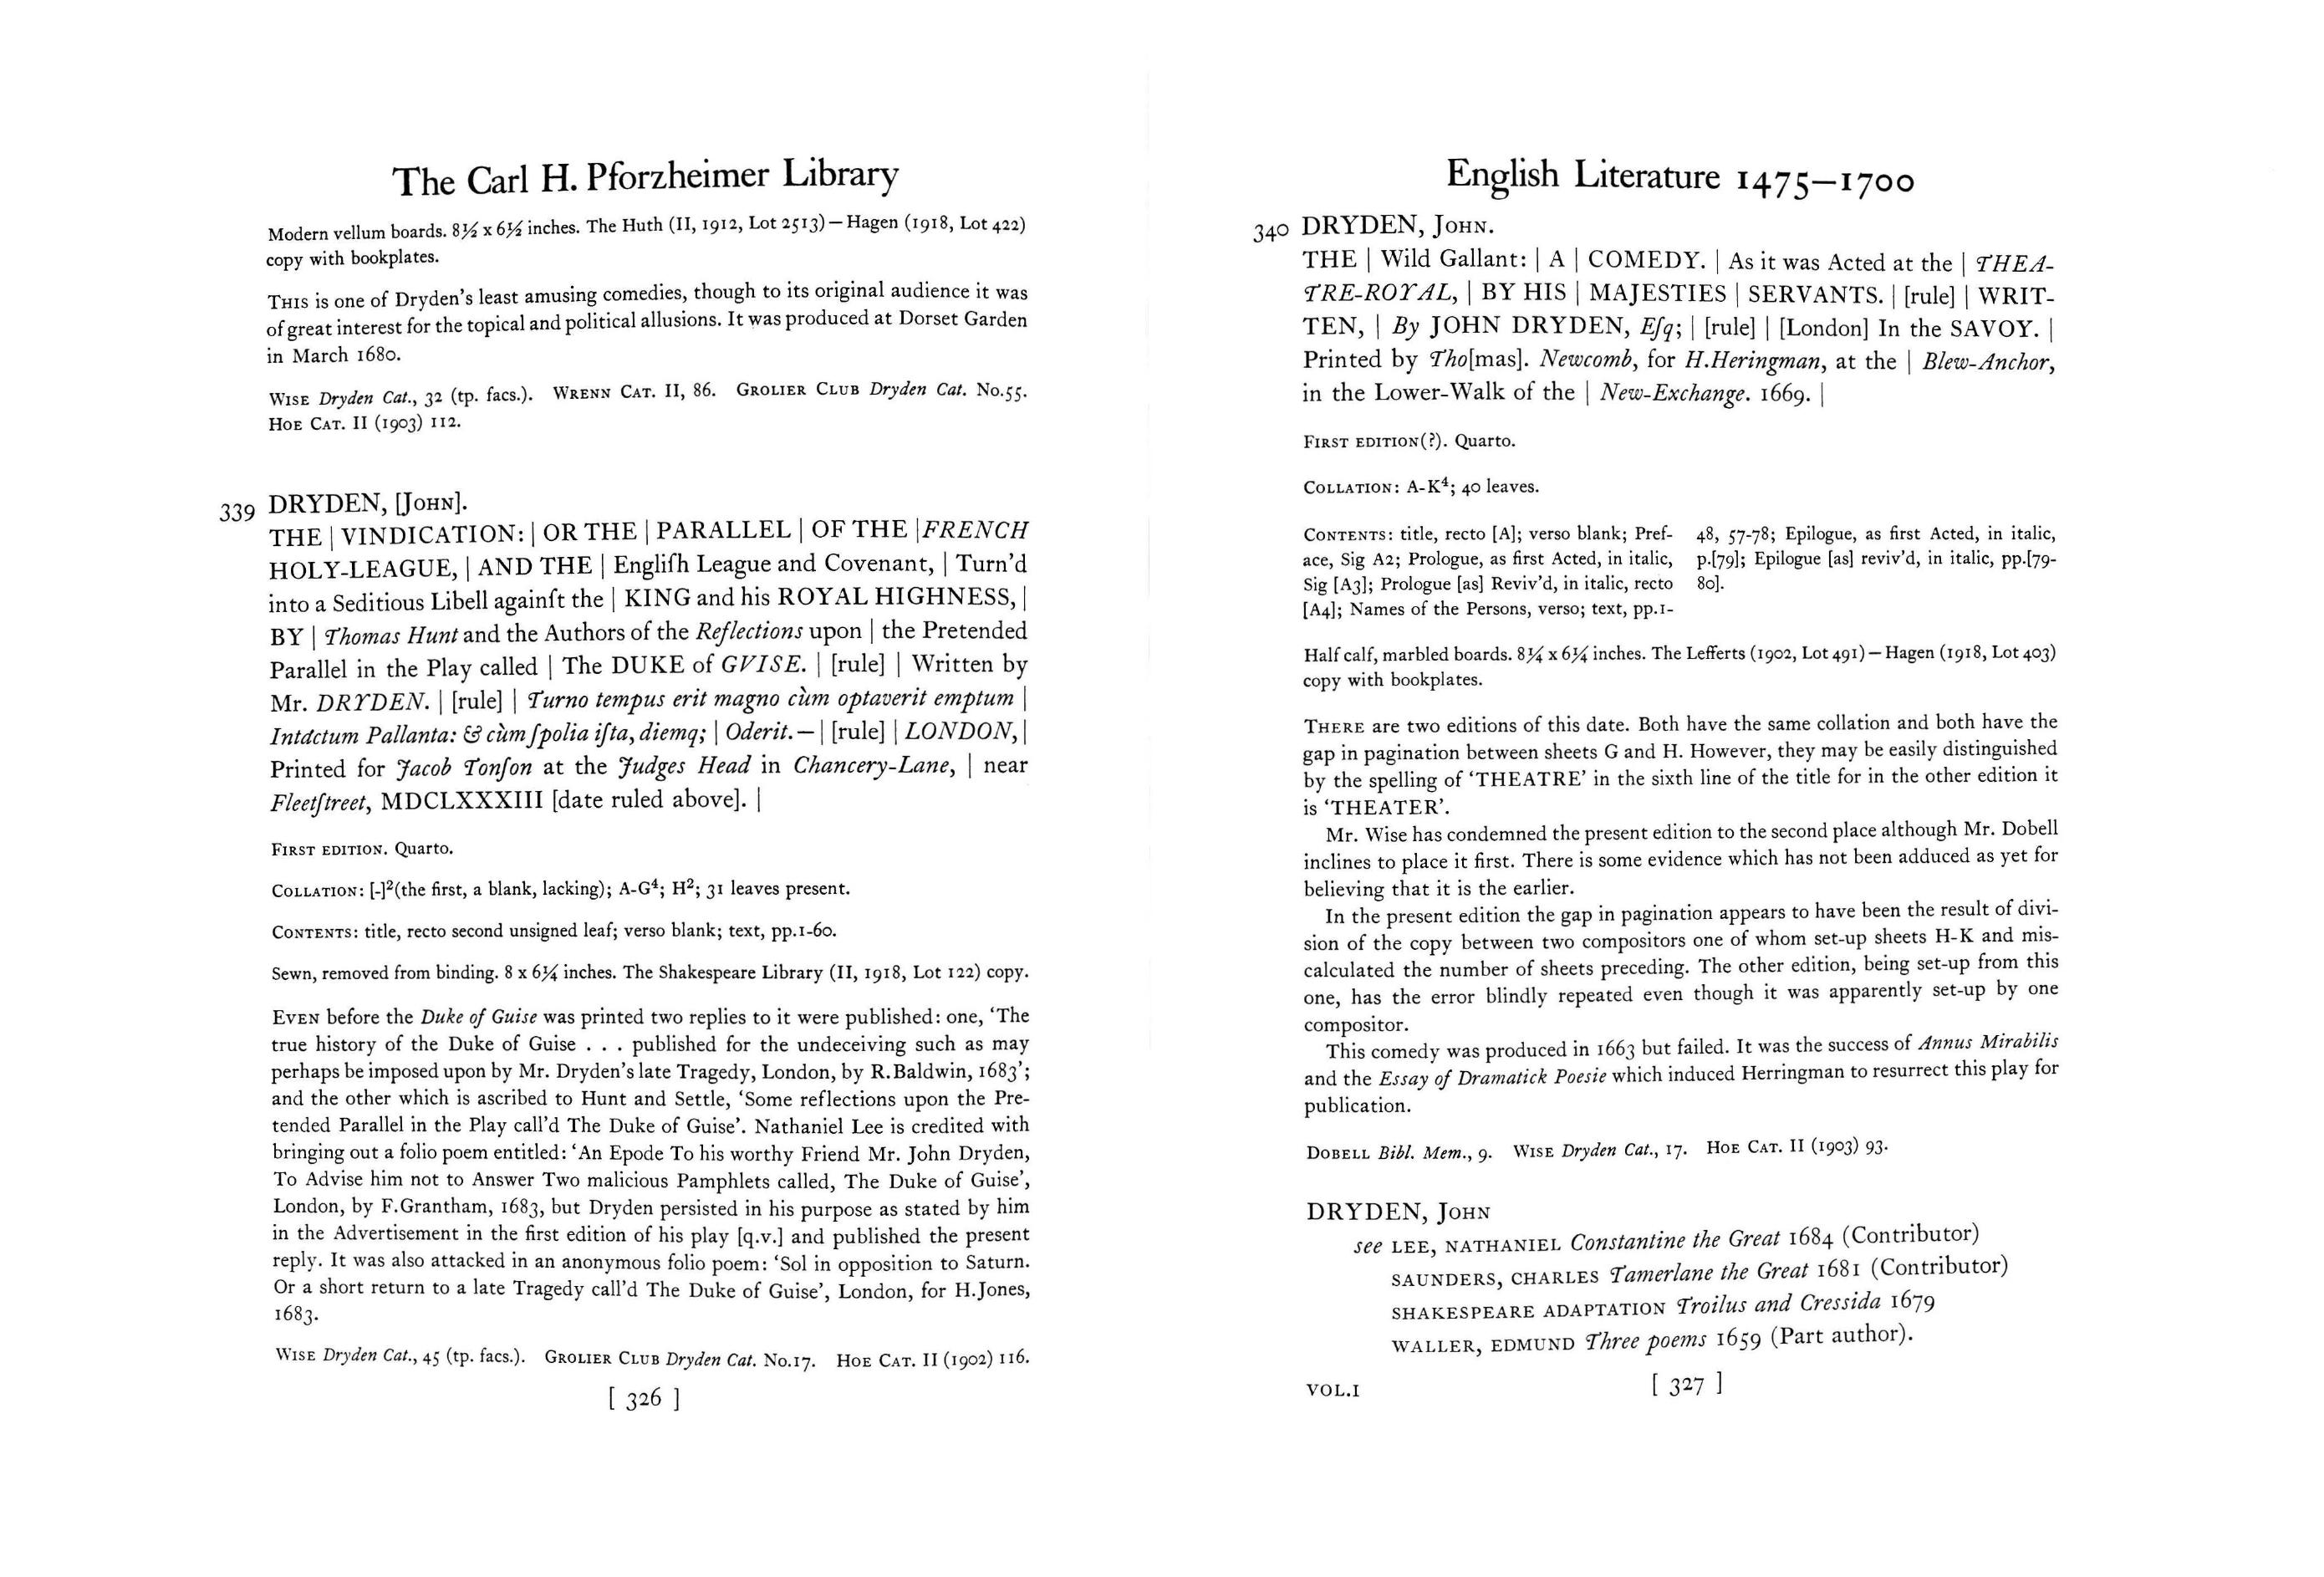 The Carl H. Pforzheimer Library
Modern vellum boards. 8½ x 6½ inches. The Huth (II, 1912, Lot 2513)—Hagen (1918, Lot 422)
copy with bookplates.
THIS is one of Dryden's least amusing comedies, though to its original audience it was
of great interest for the topical and political allusions. It was produced at Dorset Garden
in March 1680.
WISE Dryden Cat., 32 (tp. facs.). WRENN CAT. II, 86. GROLIER CLUB Dryden Cat. No.55.
HOE CAT. II (1903) 112.
339 DRYDEN, [JOHN].
THE | VINDICATION: | OR THE | PARALLEL | OF THE | FRENCH
HOLY-LEAGUE, | AND THE | Engliſh League and Covenant, | Turn'd
into a Seditious Libell againſt the | KING and his ROYAL HIGHNESS, |
BY | Thomas Hunt and the Authors of the Reflections upon | the Pretended
Parallel in the Play called | The DUKE of GVISE. | [rule] | Written by
Mr. DRYDEN. | [rule] | Turno tempus erit magno cùm optaverit emptum |
Intactum Pallanta: & cùm ſpolia iſta, diemq; | Oderit.— | [rule] | LONDON, |
Printed for Jacob Tonſon at the Judges Head in Chancery-Lane, | near
Fleetſtreet, MDCLXXXIII [date ruled above]. |
FIRST EDITION. Quarto.
COLLATION: [-]²(the first, a blank, lacking); A-G⁴; H²; 31 leaves present.
CONTENTS: title, recto second unsigned leaf; verso blank; text, pp.1-60.
Sewn, removed from binding. 8 x 6¼ inches. The Shakespeare Library (II, 1918, Lot 122) copy.
EVEN before the Duke of Guise was printed two replies to it were published: one, 'The
true history of the Duke of Guise . . . published for the undeceiving such as may
perhaps be imposed upon by Mr. Dryden's late Tragedy, London, by R.Baldwin, 1683';
and the other which is ascribed to Hunt and Settle, 'Some reflections upon the Pre-
tended Parallel in the Play call'd The Duke of Guise'. Nathaniel Lee is credited with
bringing out a folio poem entitled: 'An Epode To his worthy Friend Mr. John Dryden,
To Advise him not to Answer Two malicious Pamphlets called, The Duke of Guise',
London, by F.Grantham, 1683, but Dryden persisted in his purpose as stated by him
in the Advertisement in the first edition of his play [q.v.] and published the present
reply. It was also attacked in an anonymous folio poem: 'Sol in opposition to Saturn.
Or a short return to a late Tragedy call'd The Duke of Guise', London, for H.Jones,
1683.
WISE Dryden Cat., 45 (tp. facs.). GROLIER CLUB Dryden Cat. No.17. HOE CAT. II (1902) 116.
[ 326 ]
English Literature 1475—1700
340 DRYDEN, JOHN.
THE | Wild Gallant: | A | COMEDY. | As it was Acted at the | THEA-
TRE-ROYAL, | BY HIS | MAJESTIES | SERVANTS. | [rule] | WRIT-
TEN, | By JOHN DRYDEN, Eſq; | [rule] | [London] In the SAVOY. |
Printed by Tho[mas]. Newcomb, for H.Heringman, at the | Blew-Anchor,
in the Lower-Walk of the | New-Exchange. 1669. |
FIRST EDITION(?). Quarto.
COLLATION: A-K⁴; 40 leaves.
CONTENTS: title, recto [A]; verso blank; Pref-
ace, Sig A2; Prologue, as first Acted, in italic,
Sig [A3]; Prologue [as] Reviv'd, in italic, recto
[A4]; Names of the Persons, verso; text, pp.1-
48, 57-78; Epilogue, as first Acted, in italic,
p.[79]; Epilogue [as] reviv'd, in italic, pp.[79-
80].
Half calf, marbled boards. 8¼ x 6¼ inches. The Lefferts (1902, Lot 491)—Hagen (1918, Lot 403)
copy with bookplates.
THERE are two editions of this date. Both have the same collation and both have the
gap in pagination between sheets G and H. However, they may be easily distinguished
by the spelling of 'THEATRE' in the sixth line of the title for in the other edition it
is 'THEATER'.
Mr. Wise has condemned the present edition to the second place although Mr. Dobell
inclines to place it first. There is some evidence which has not been adduced as yet for
believing that it is the earlier.
In the present edition the gap in pagination appears to have been the result of divi-
sion of the copy between two compositors one of whom set-up sheets H-K and mis-
calculated the number of sheets preceding. The other edition, being set-up from this
one, has the error blindly repeated even though it was apparently set-up by one
compositor.
This comedy was produced in 1663 but failed. It was the success of Annus Mirabilis
and the Essay of Dramatick Poesie which induced Herringman to resurrect this play for
publication.
DOBELL Bibl. Mem., 9. WISE Dryden Cat., 17. HOE CAT. II (1903) 93.
DRYDEN, JOHN
see LEE, NATHANIEL Constantine the Great 1684 (Contributor)
SAUNDERS, CHARLES Tamerlane the Great 1681 (Contributor)
SHAKESPEARE ADAPTATION Troilus and Cressida 1679
WALLER, EDMUND Three poems 1659 (Part author).
VOL.I
[ 327 ]